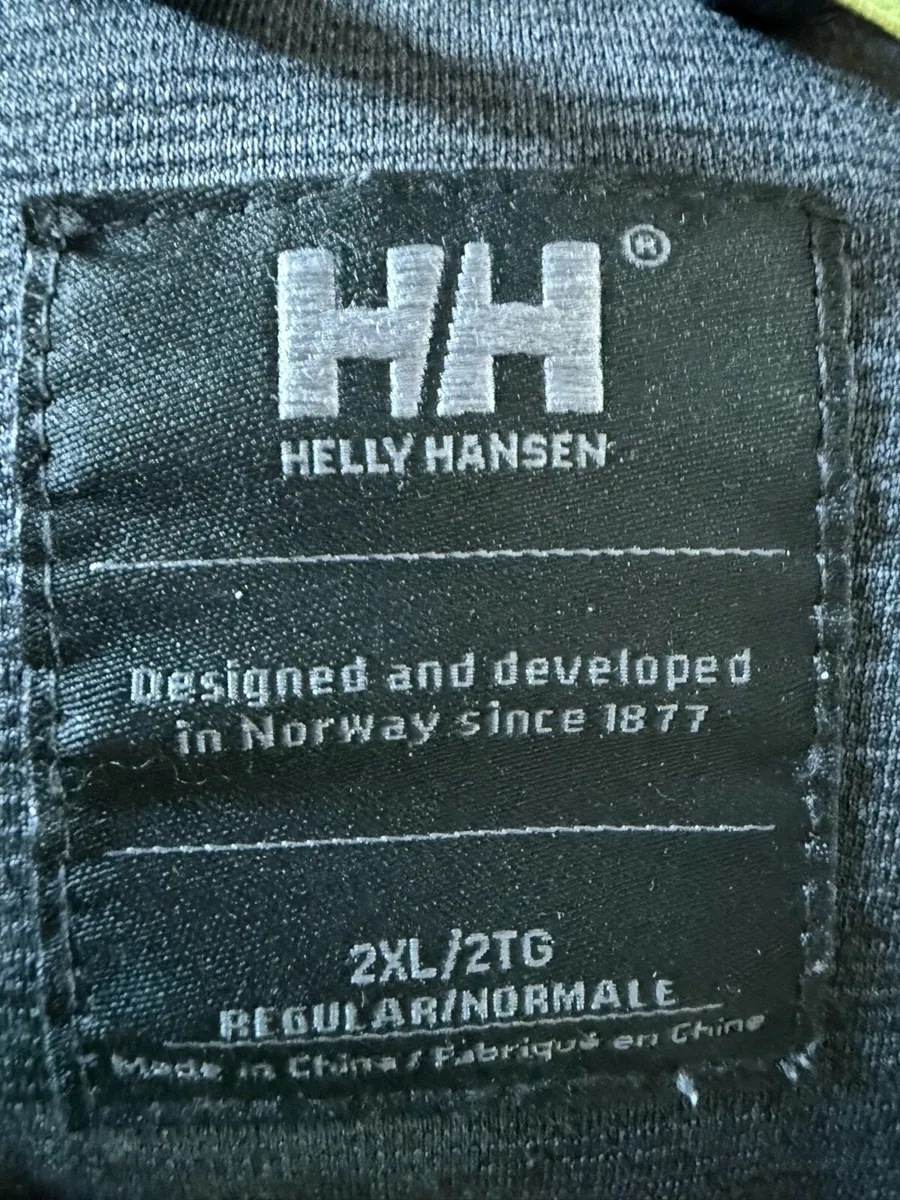 HH®
HELLY HANSEN
Designed and developed
in Norway since 1877
2XL/2TG
REGULAR/NORMALE
Made in China / Fabriqué en Chine